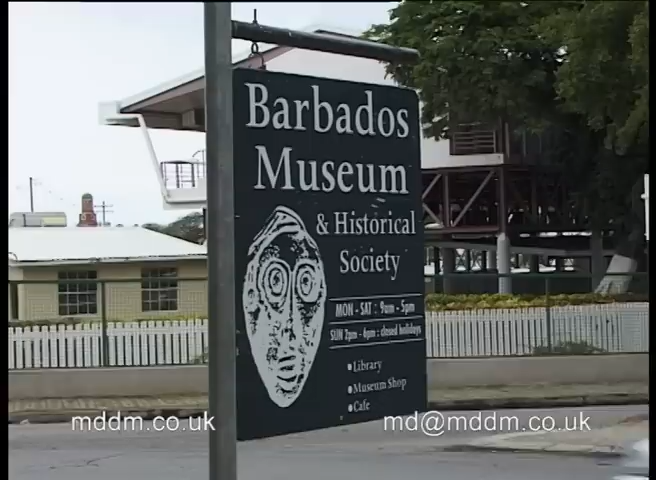 Barbados
Museum
& Historical
Society
MON - SAT : 9am - 5pm
SUN 2pm - 6pm : closed holidays
•Library
•Museum Shop
•Cafe
mddm.co.uk
md@mddm.co.uk